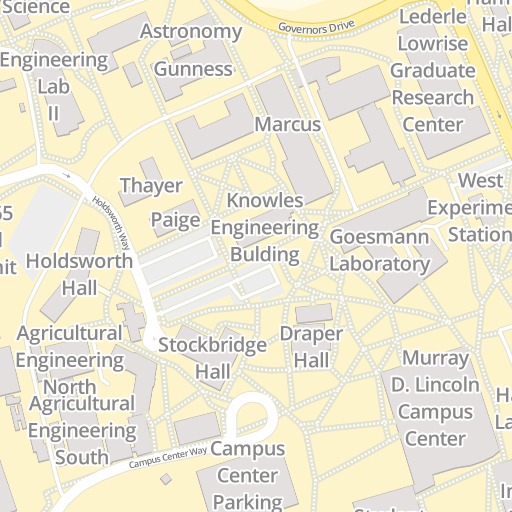 Science
Astronomy
Governors Drive
Lederle
Lowrise
Graduate
Research
Center
Engineering
Lab
II
Gunness
Marcus
Thayer
Paige
Holdsworth Way
Knowles
Engineering
Bulding
West
Station
Goesmann
Laboratory
Holdsworth
Hall
Agricultural
Engineering
North
Stockbridge
Hall
Draper
Hall
Murray
D. Lincoln
Campus
Center
Agricultural
Engineering
South
Campus Center Way
Campus
Center
Parking